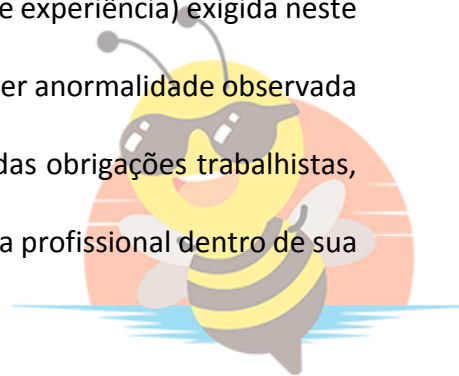 e experiência) exigida neste
er anormalidade observada
das obrigações trabalhistas,
a profissional dentro de sua